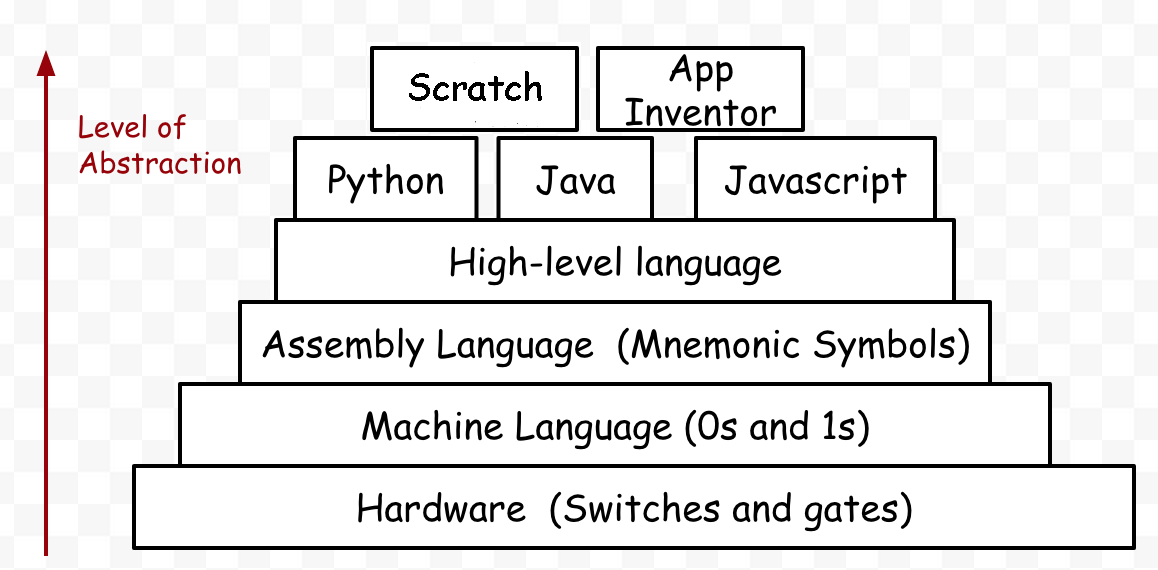 Scratch
App
Inventor
Level of
Abstraction
Python
Java
Javascript
High-level language
Assembly Language (Mnemonic Symbols)
Machine Language (0s and 1s)
Hardware (Switches and gates)